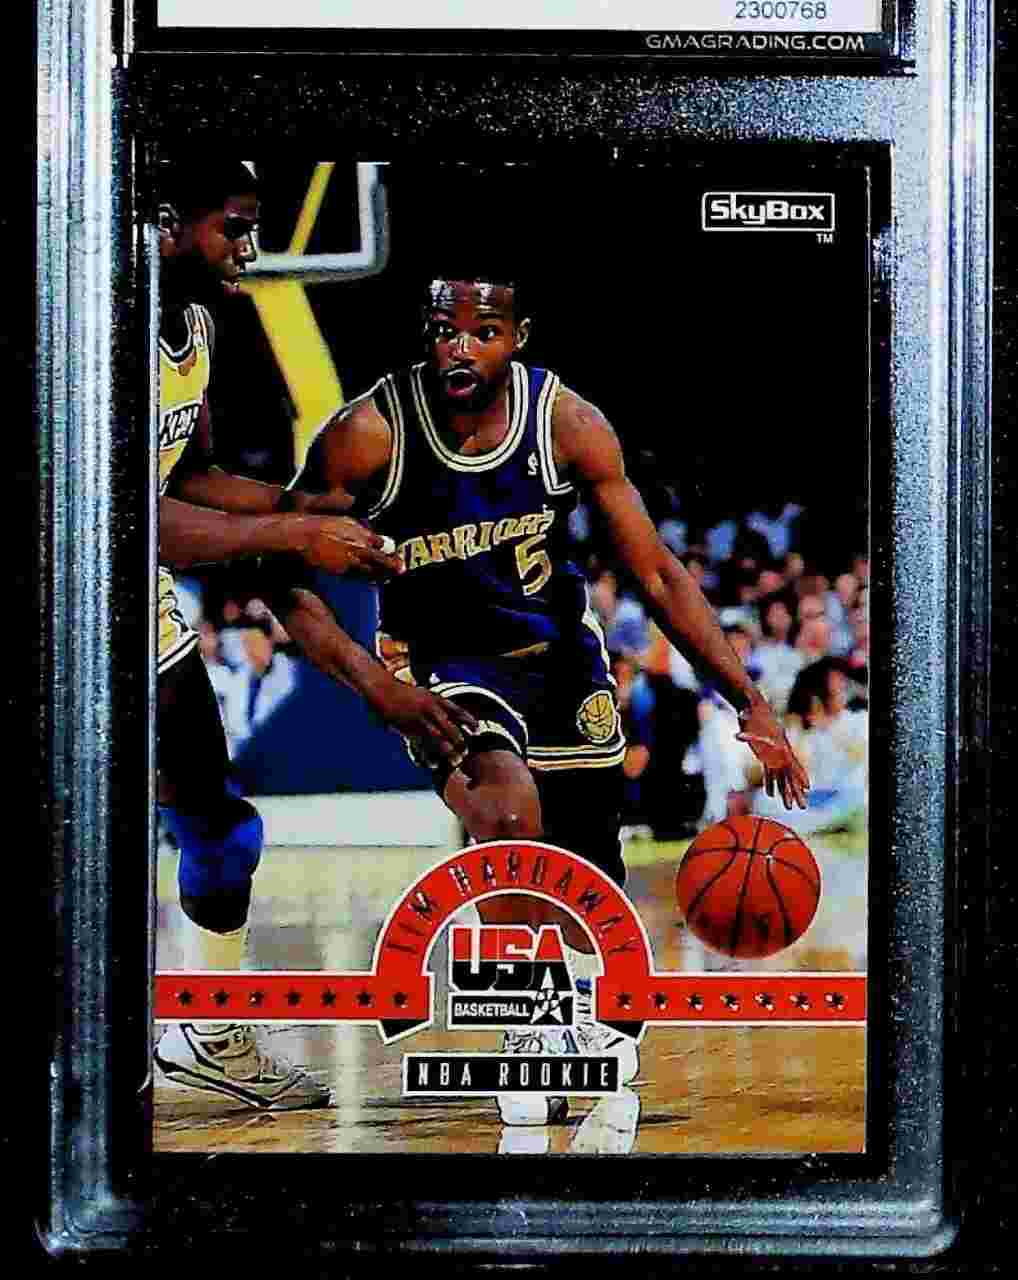 2300768
GMAGRADING.COM
SkyBox
TM
WARRIORS
5
TIM HARDAWAY
USA
BASKETBALL
NBA ROOKIE